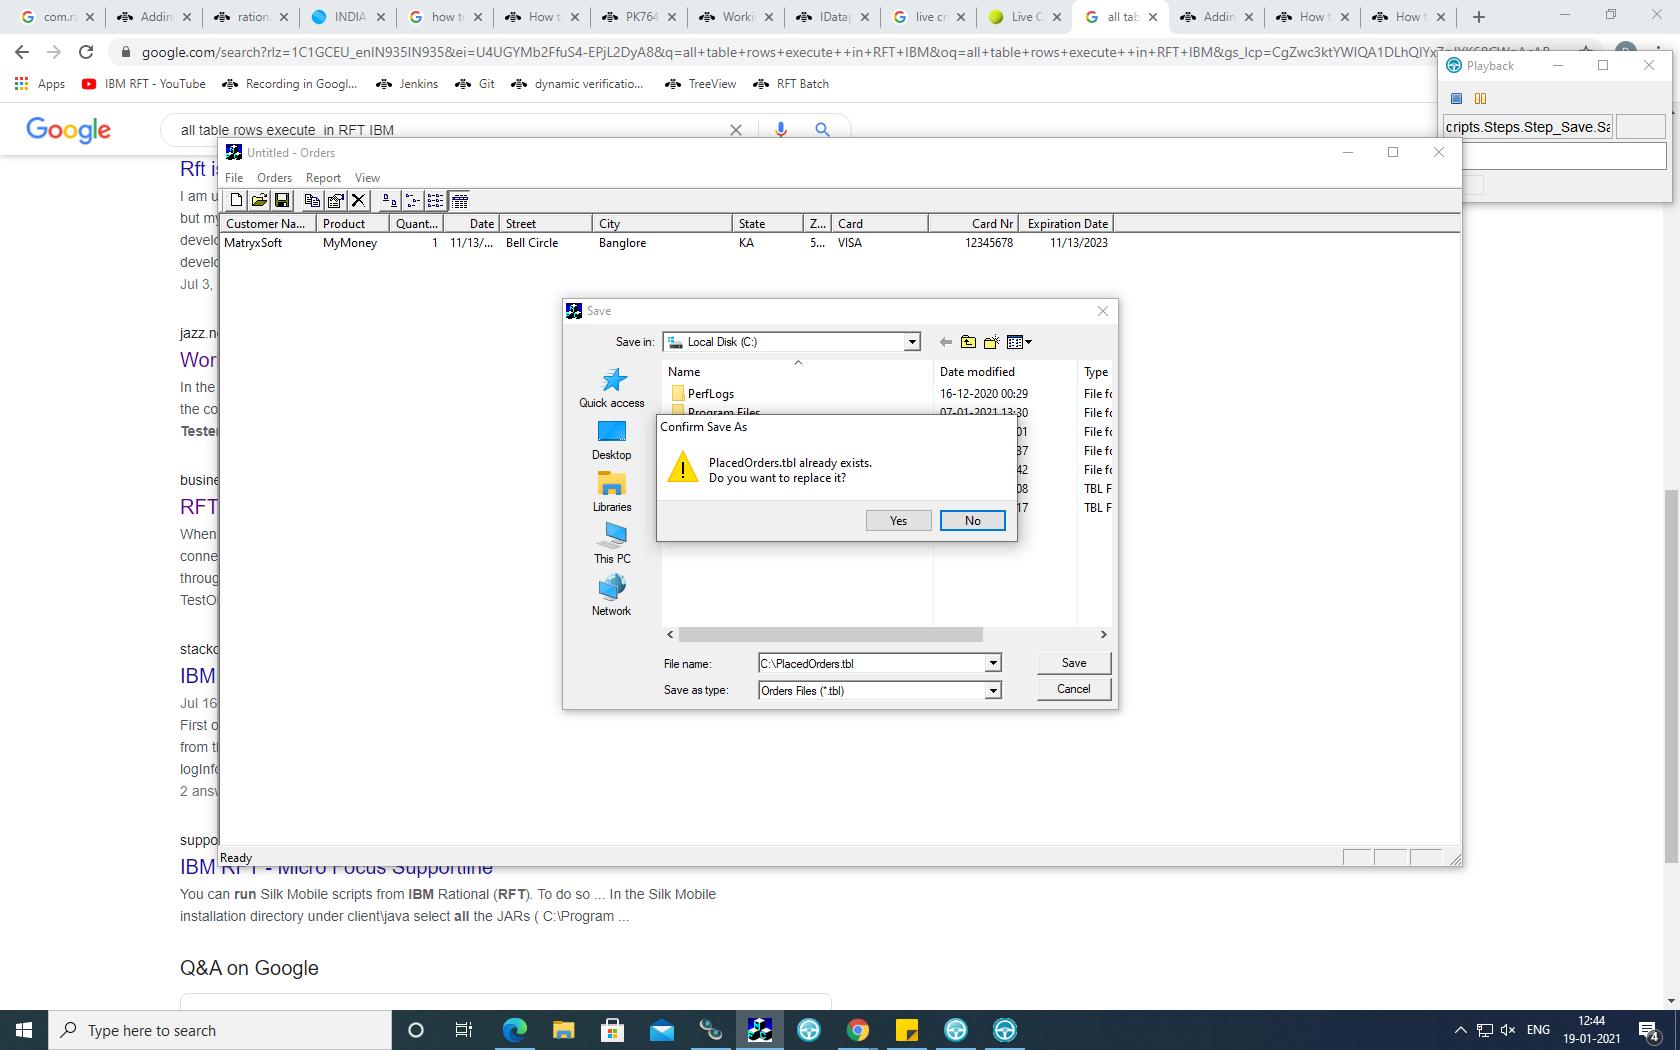 com.ra
Addin
ration
INDIA
how to
How t
PK764
Worki
IDatap
live cr
Live C
all tab
Addin
How t
How t
google.com/search?rlz=1C1GCEU_enIN935IN935&ei=U4UGYMb2FfuS4-EPjL2DyA8&q=all+table+rows+execute++in+RFT+IBM&oq=all+table+rows+execute++in+RFT+IBM&gs_lcp=
Playback
Apps
IBM RFT - YouTube
Recording in Googl...
Jenkins
Git
dynamic verificatio...
TreeView
RFT Batch
cripts.Steps.Step_Save.Sa
Google
all table rows execute  in RFT IBM
Untitled - Orders
File Orders Report View
Customer Na... Product Quant... Date Street City State Z... Card Card Nr Expiration Date
MatryxSoft MyMoney 1 11/13/... Bell Circle Banglore KA 5... VISA 12345678 11/13/2023
Rft is
I am u
but my
develo
develo
Jul 3,
jazz.ne
Wor
In the
the co
Tester
busine
RFT
When
conne
throug
TestO
stackc
IBM
Jul 16
First o
from th
logInfo
2 answ
suppo
Save
Save in: Local Disk (C:)
Name Date modified Type
PerfLogs 16-12-2020 00:29 File fo
Program Files 07-01-2021 13:30 File fo
01 File fo
37 File fo
42 File fo
08 TBL F
17 TBL F
Quick access
Desktop
Libraries
This PC
Network
Confirm Save As
PlacedOrders.tbl already exists.
Do you want to replace it?
Yes No
File name: C:\PlacedOrders.tbl Save
Save as type: Orders Files (*.tbl) Cancel
Ready
IBM RFT - Micro Focus Supportline
You can run Silk Mobile scripts from IBM Rational (RFT). To do so ... In the Silk Mobile
installation directory under client\java select all the JARs ( C:\Program ...
Q&A on Google
Type here to search
ENG
12:44
19-01-2021
4